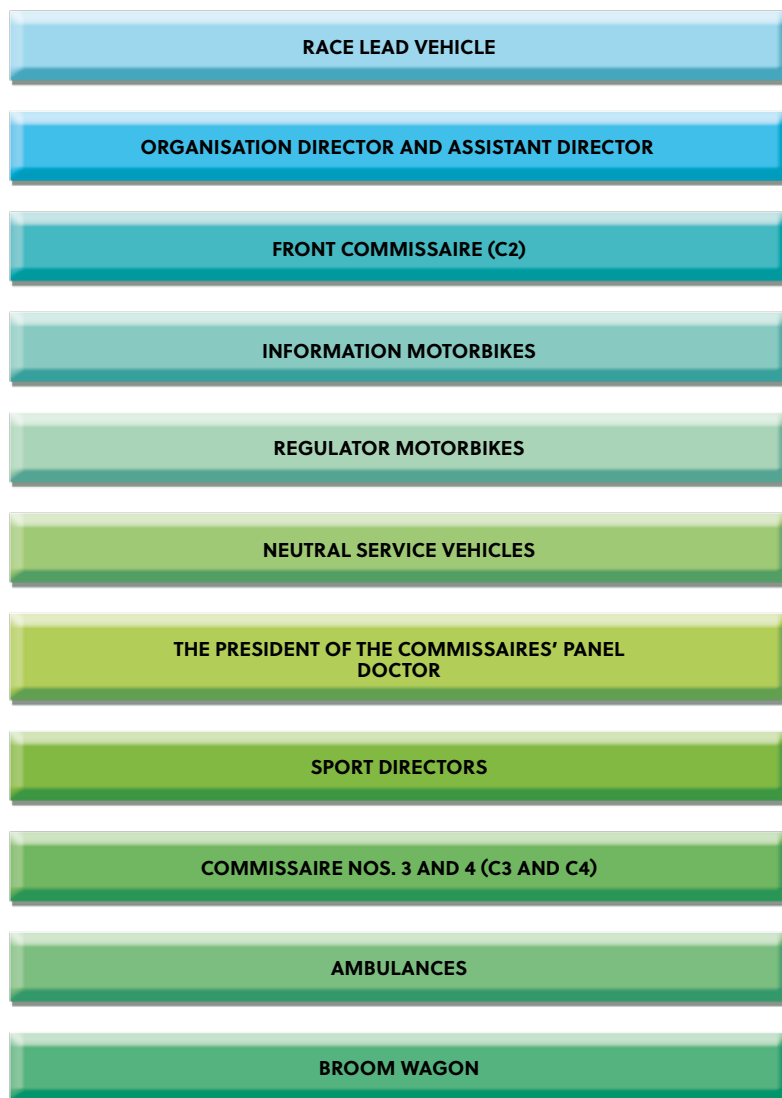 RACE LEAD VEHICLE
ORGANISATION DIRECTOR AND ASSISTANT DIRECTOR
FRONT COMMISSAIRE (C2)
INFORMATION MOTORBIKES
REGULATOR MOTORBIKES
NEUTRAL SERVICE VEHICLES
THE PRESIDENT OF THE COMMISSAIRES’ PANEL
DOCTOR
SPORT DIRECTORS
COMMISSAIRE NOS. 3 AND 4 (C3 AND C4)
AMBULANCES
BROOM WAGON